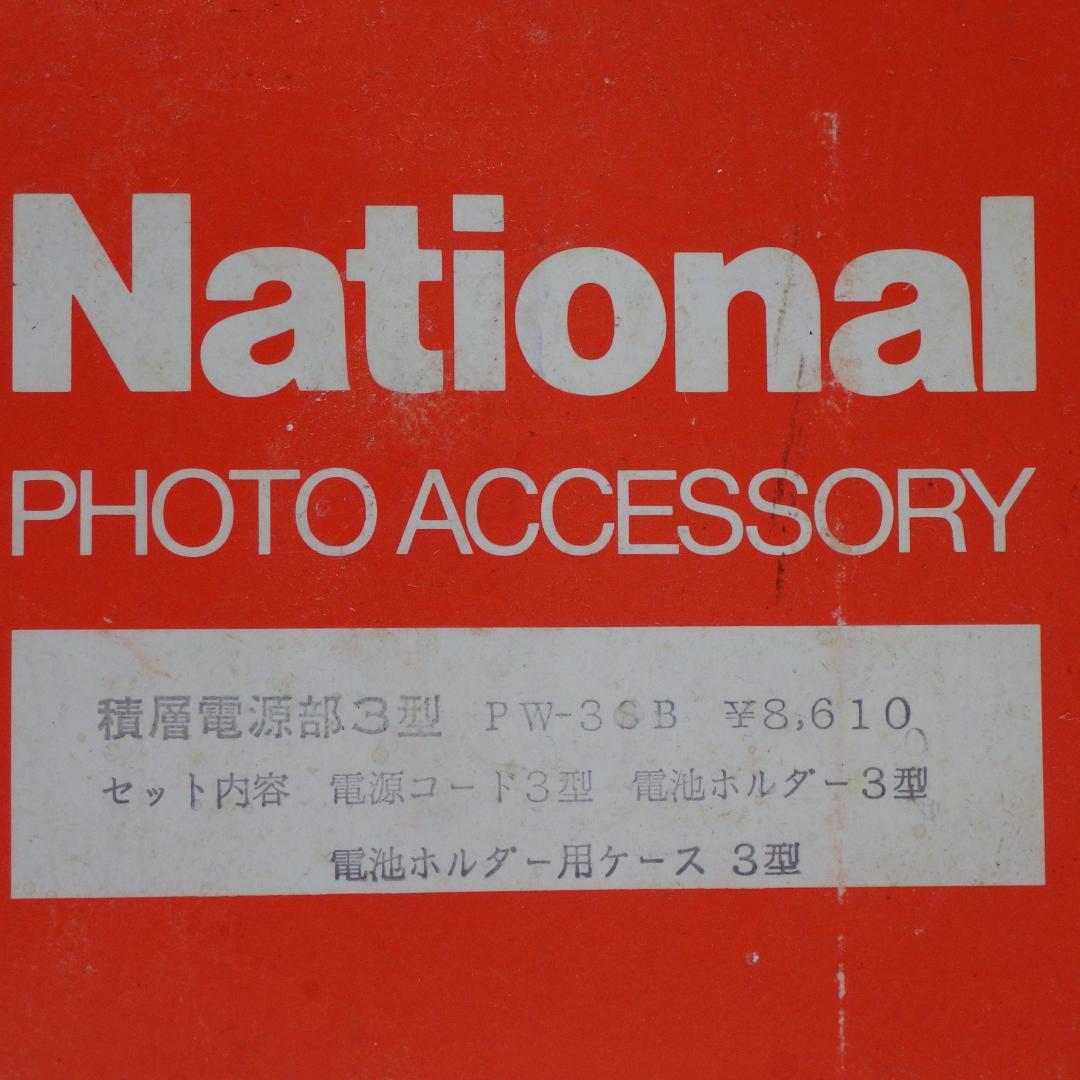 National
PHOTO ACCESSORY
積層電源部3型 PW-3SB ¥8,610
セット内容 電源コード3型 電池ホルダー3型
電池ホルダー用ケース 3型